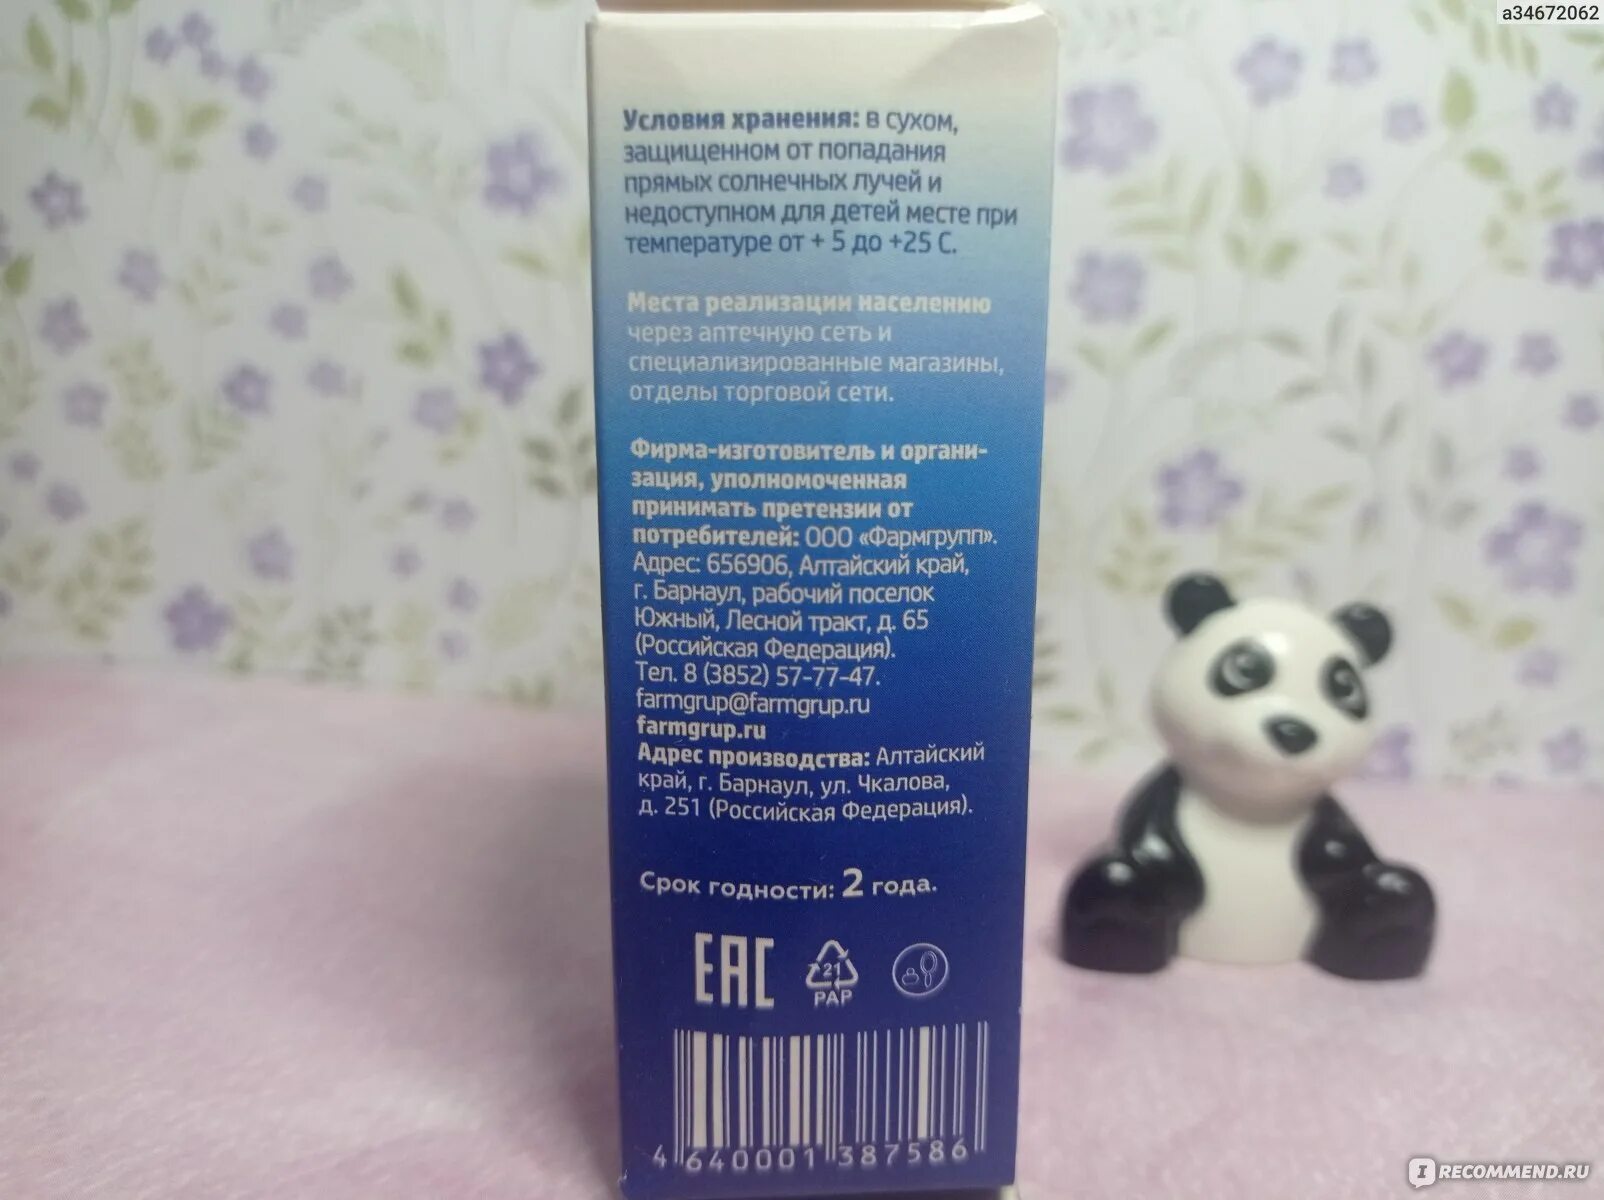 a34672062
Условия хранения: в сухом,
защищенном от попадания
прямых солнечных лучей и
недоступном для детей месте при
температуре от + 5 до +25 С.
Места реализации населению
через аптечную сеть и
специализированные магазины,
отделы торговой сети.
Фирма-изготовитель и органи-
зация, уполномоченная
принимать претензии от
потребителей: ООО «Фармгрупп».
Адрес: 656906, Алтайский край,
г. Барнаул, рабочий поселок
Южный, Лесной тракт, д. 65
(Российская Федерация).
Тел. 8 (3852) 57-77-47.
farmgrup@farmgrup.ru
farmgrup.ru
Адрес производства: Алтайский
край, г. Барнаул, ул. Чкалова,
д. 251 (Российская Федерация).
Срок годности: 2 года.
EAC
21
PAP
4 640001 387586
IRECOMMEND.RU